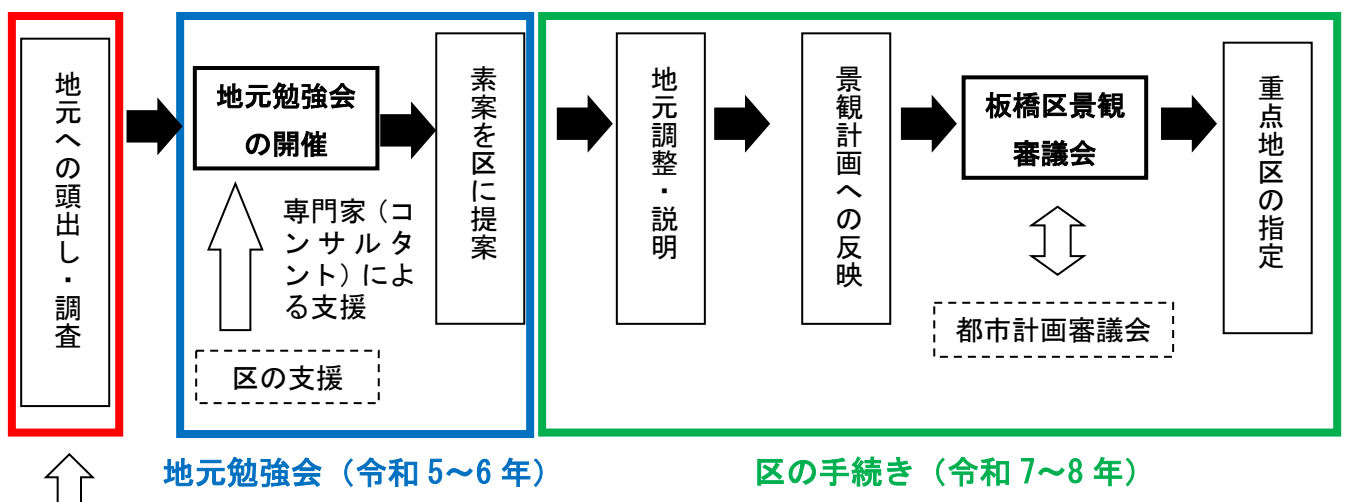 地元への頭出し・調査
地元勉強会
の開催
専門家（コ
ンサルタ
ント）によ
る支援
区の支援
素案を区に提案
地元調整・説明
景観計画への反映
板橋区景観
審議会
都市計画審議会
重点地区の指定
地元勉強会（令和5～6年）
区の手続き（令和7～8年）